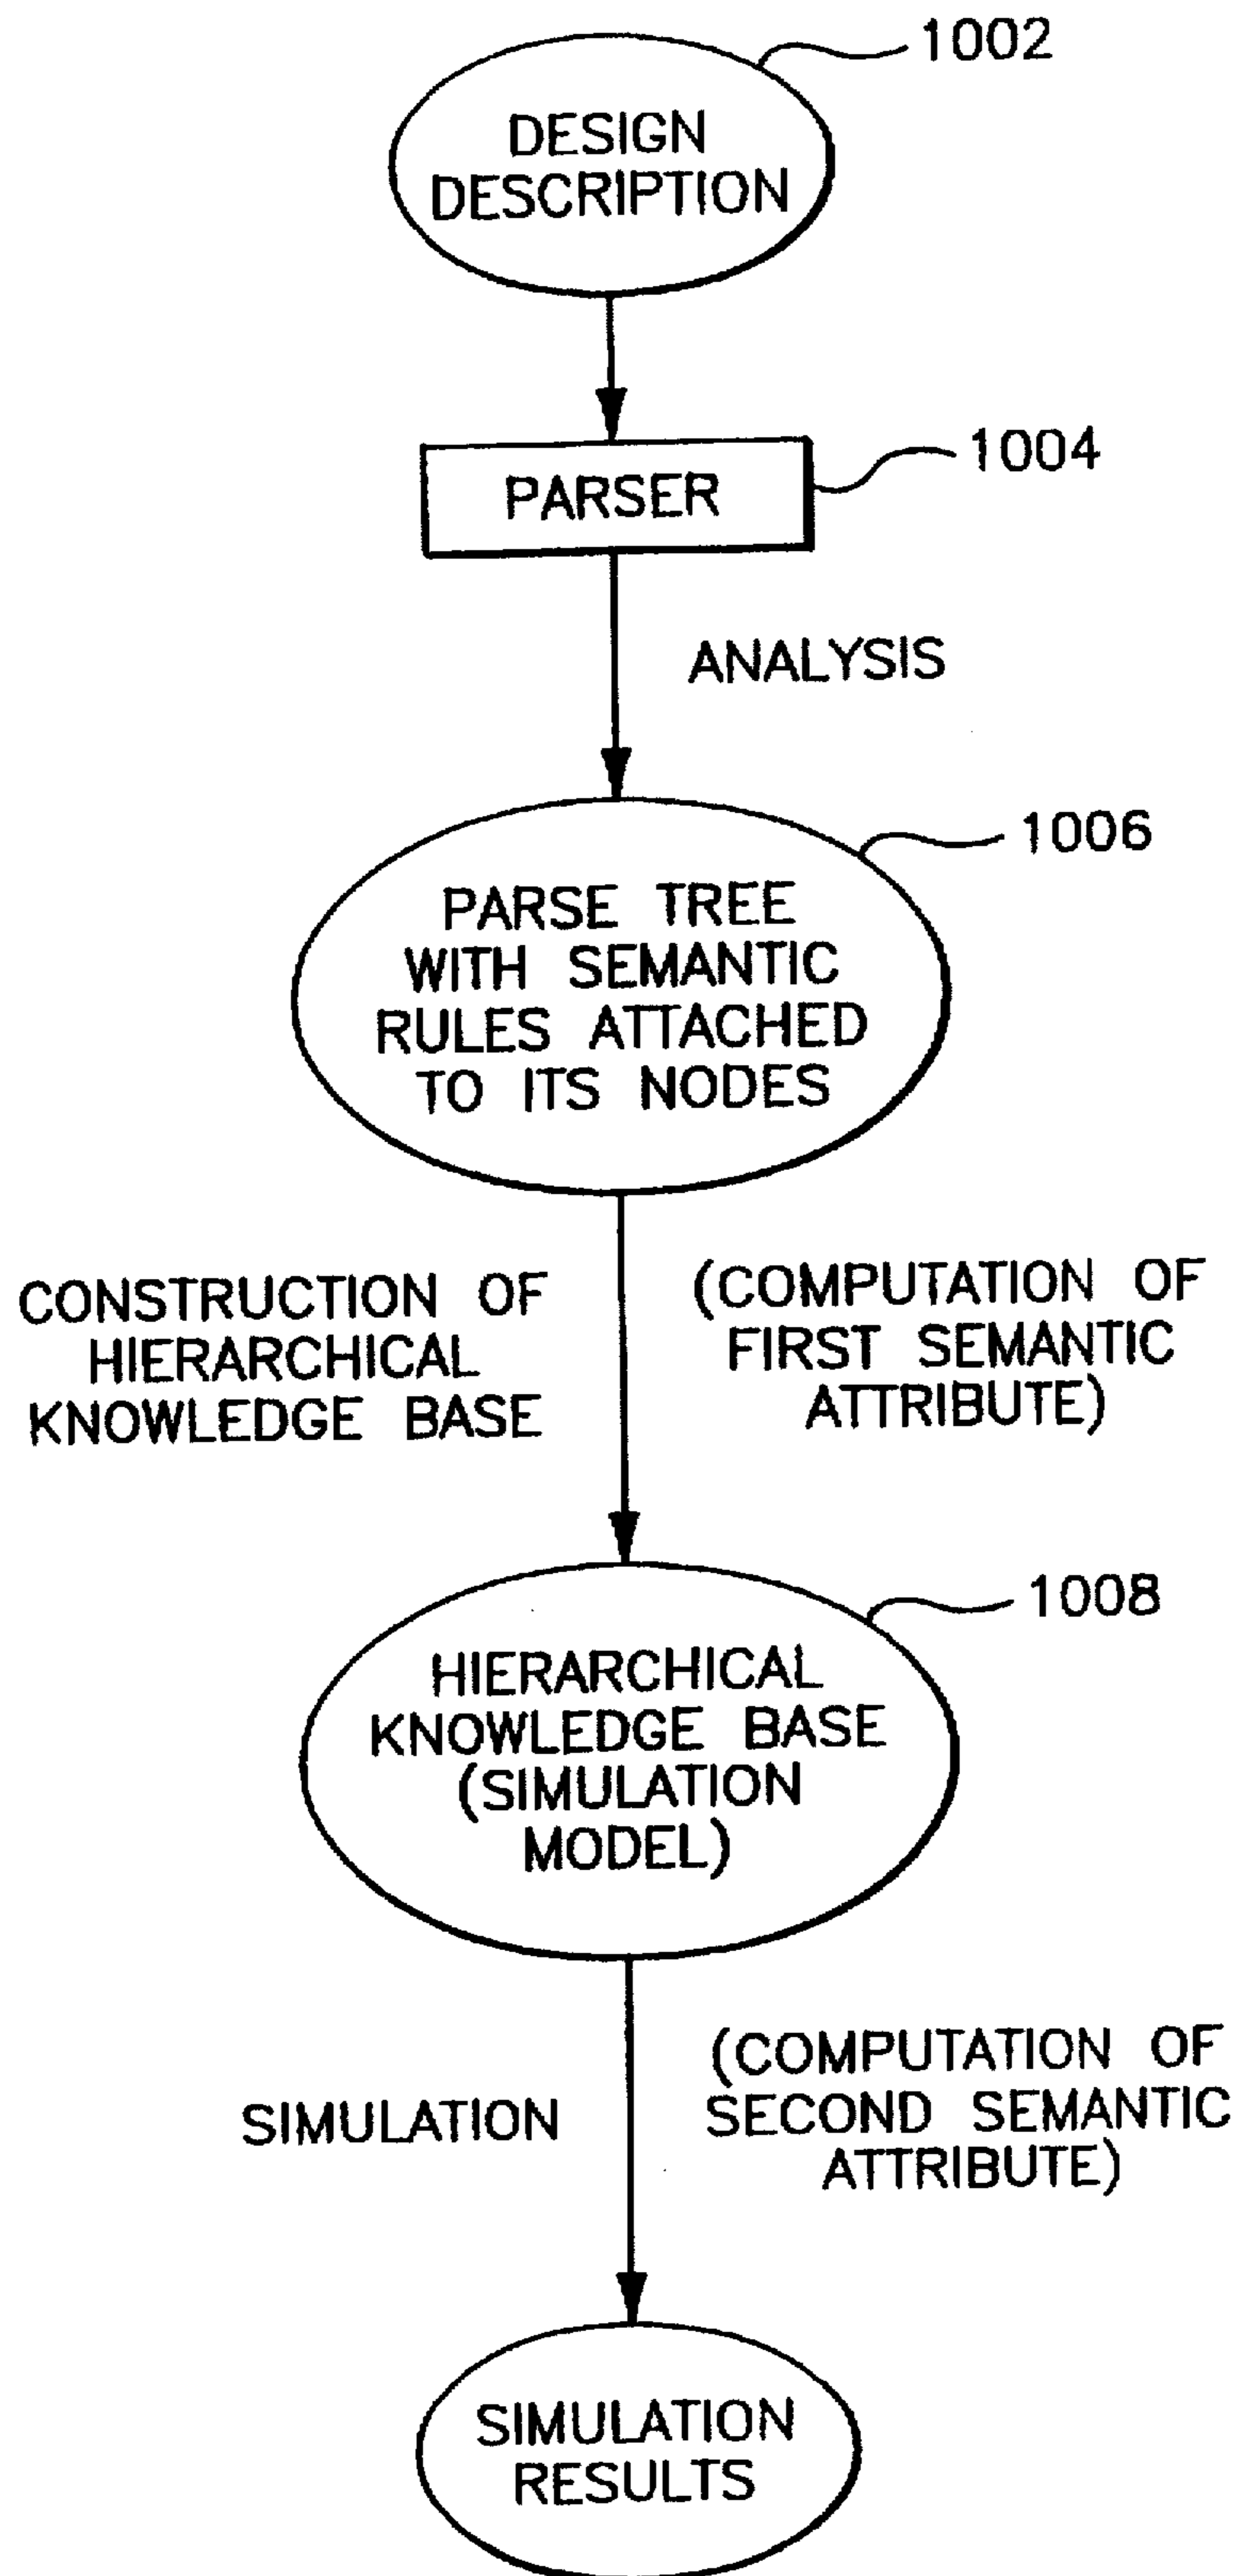 1002
DESIGN
DESCRIPTION
1004
PARSER
ANALYSIS
1006
PARSE TREE
WITH SEMANTIC
RULES ATTACHED
TO ITS NODES
CONSTRUCTION OF
HIERARCHICAL
KNOWLEDGE BASE
(COMPUTATION OF
FIRST SEMANTIC
ATTRIBUTE)
1008
HIERARCHICAL
KNOWLEDGE BASE
(SIMULATION
MODEL)
SIMULATION
(COMPUTATION OF
SECOND SEMANTIC
ATTRIBUTE)
SIMULATION
RESULTS